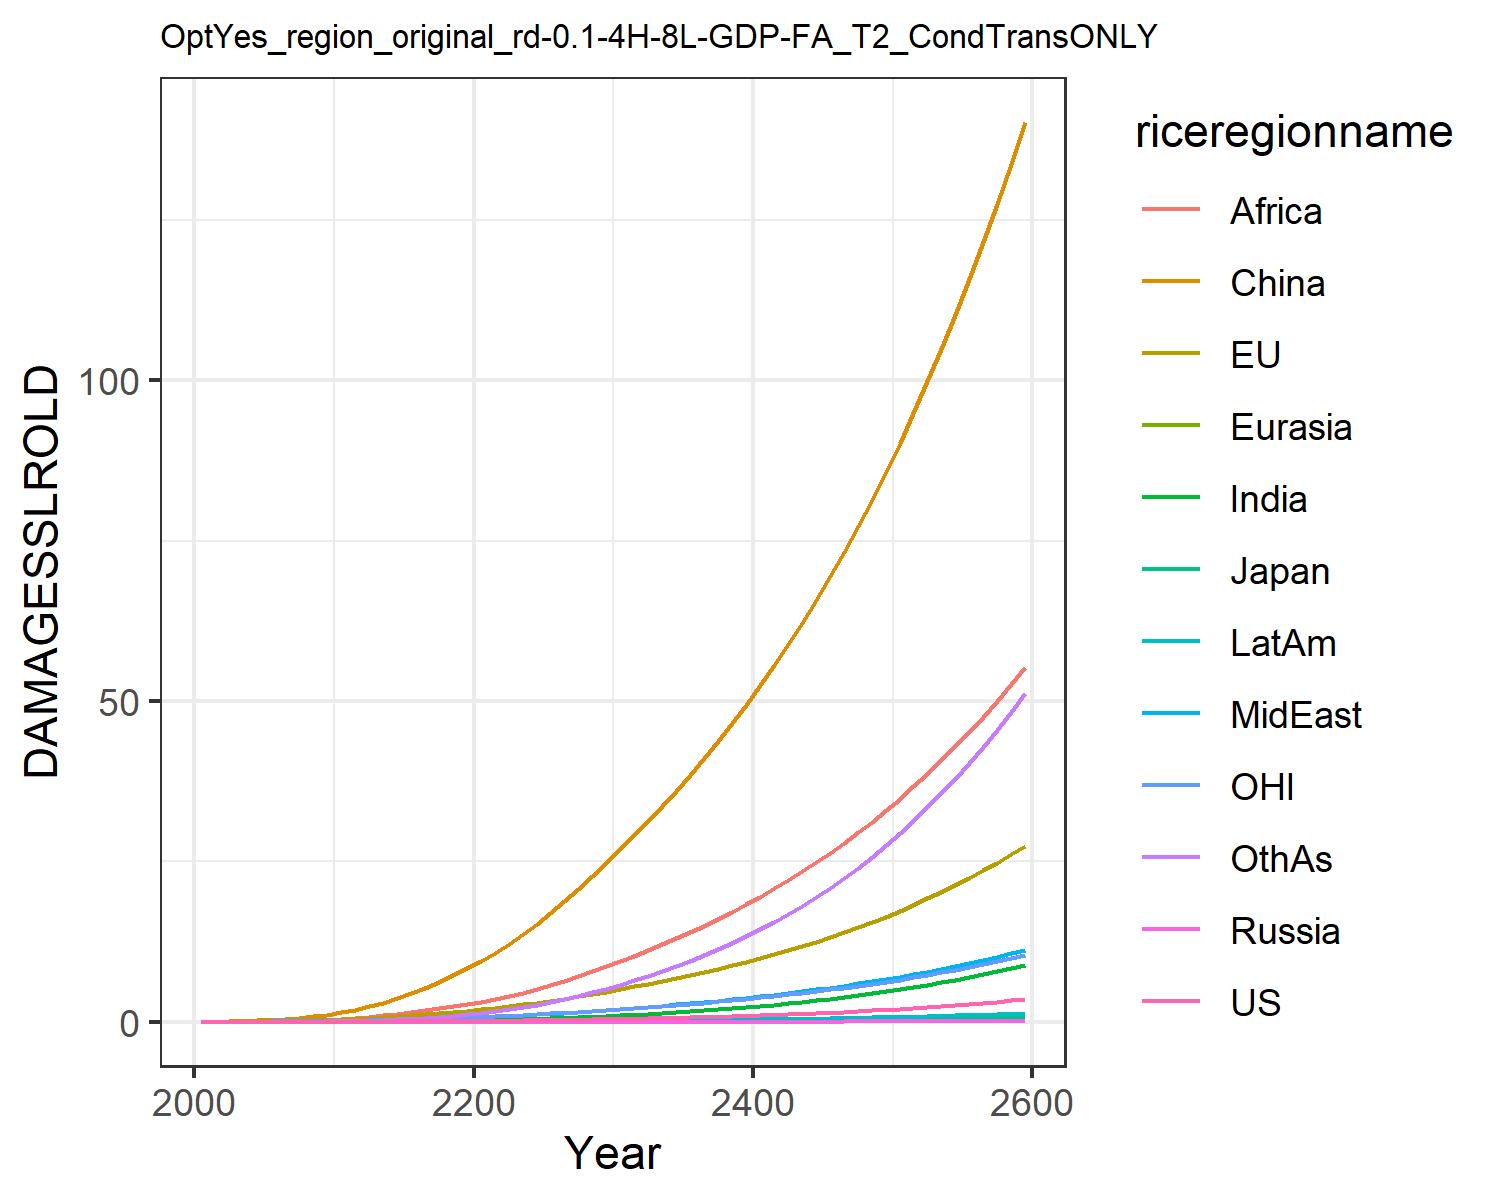 OptYes_region_original_rd-0.1-4H-8L-GDP-FA_T2_CondTransONLY
DAMAGESSLROLD
100
50
0
2000 2200 2400 2600
Year
riceregionname
Africa
China
EU
Eurasia
India
Japan
LatAm
MidEast
OHI
OthAs
Russia
US